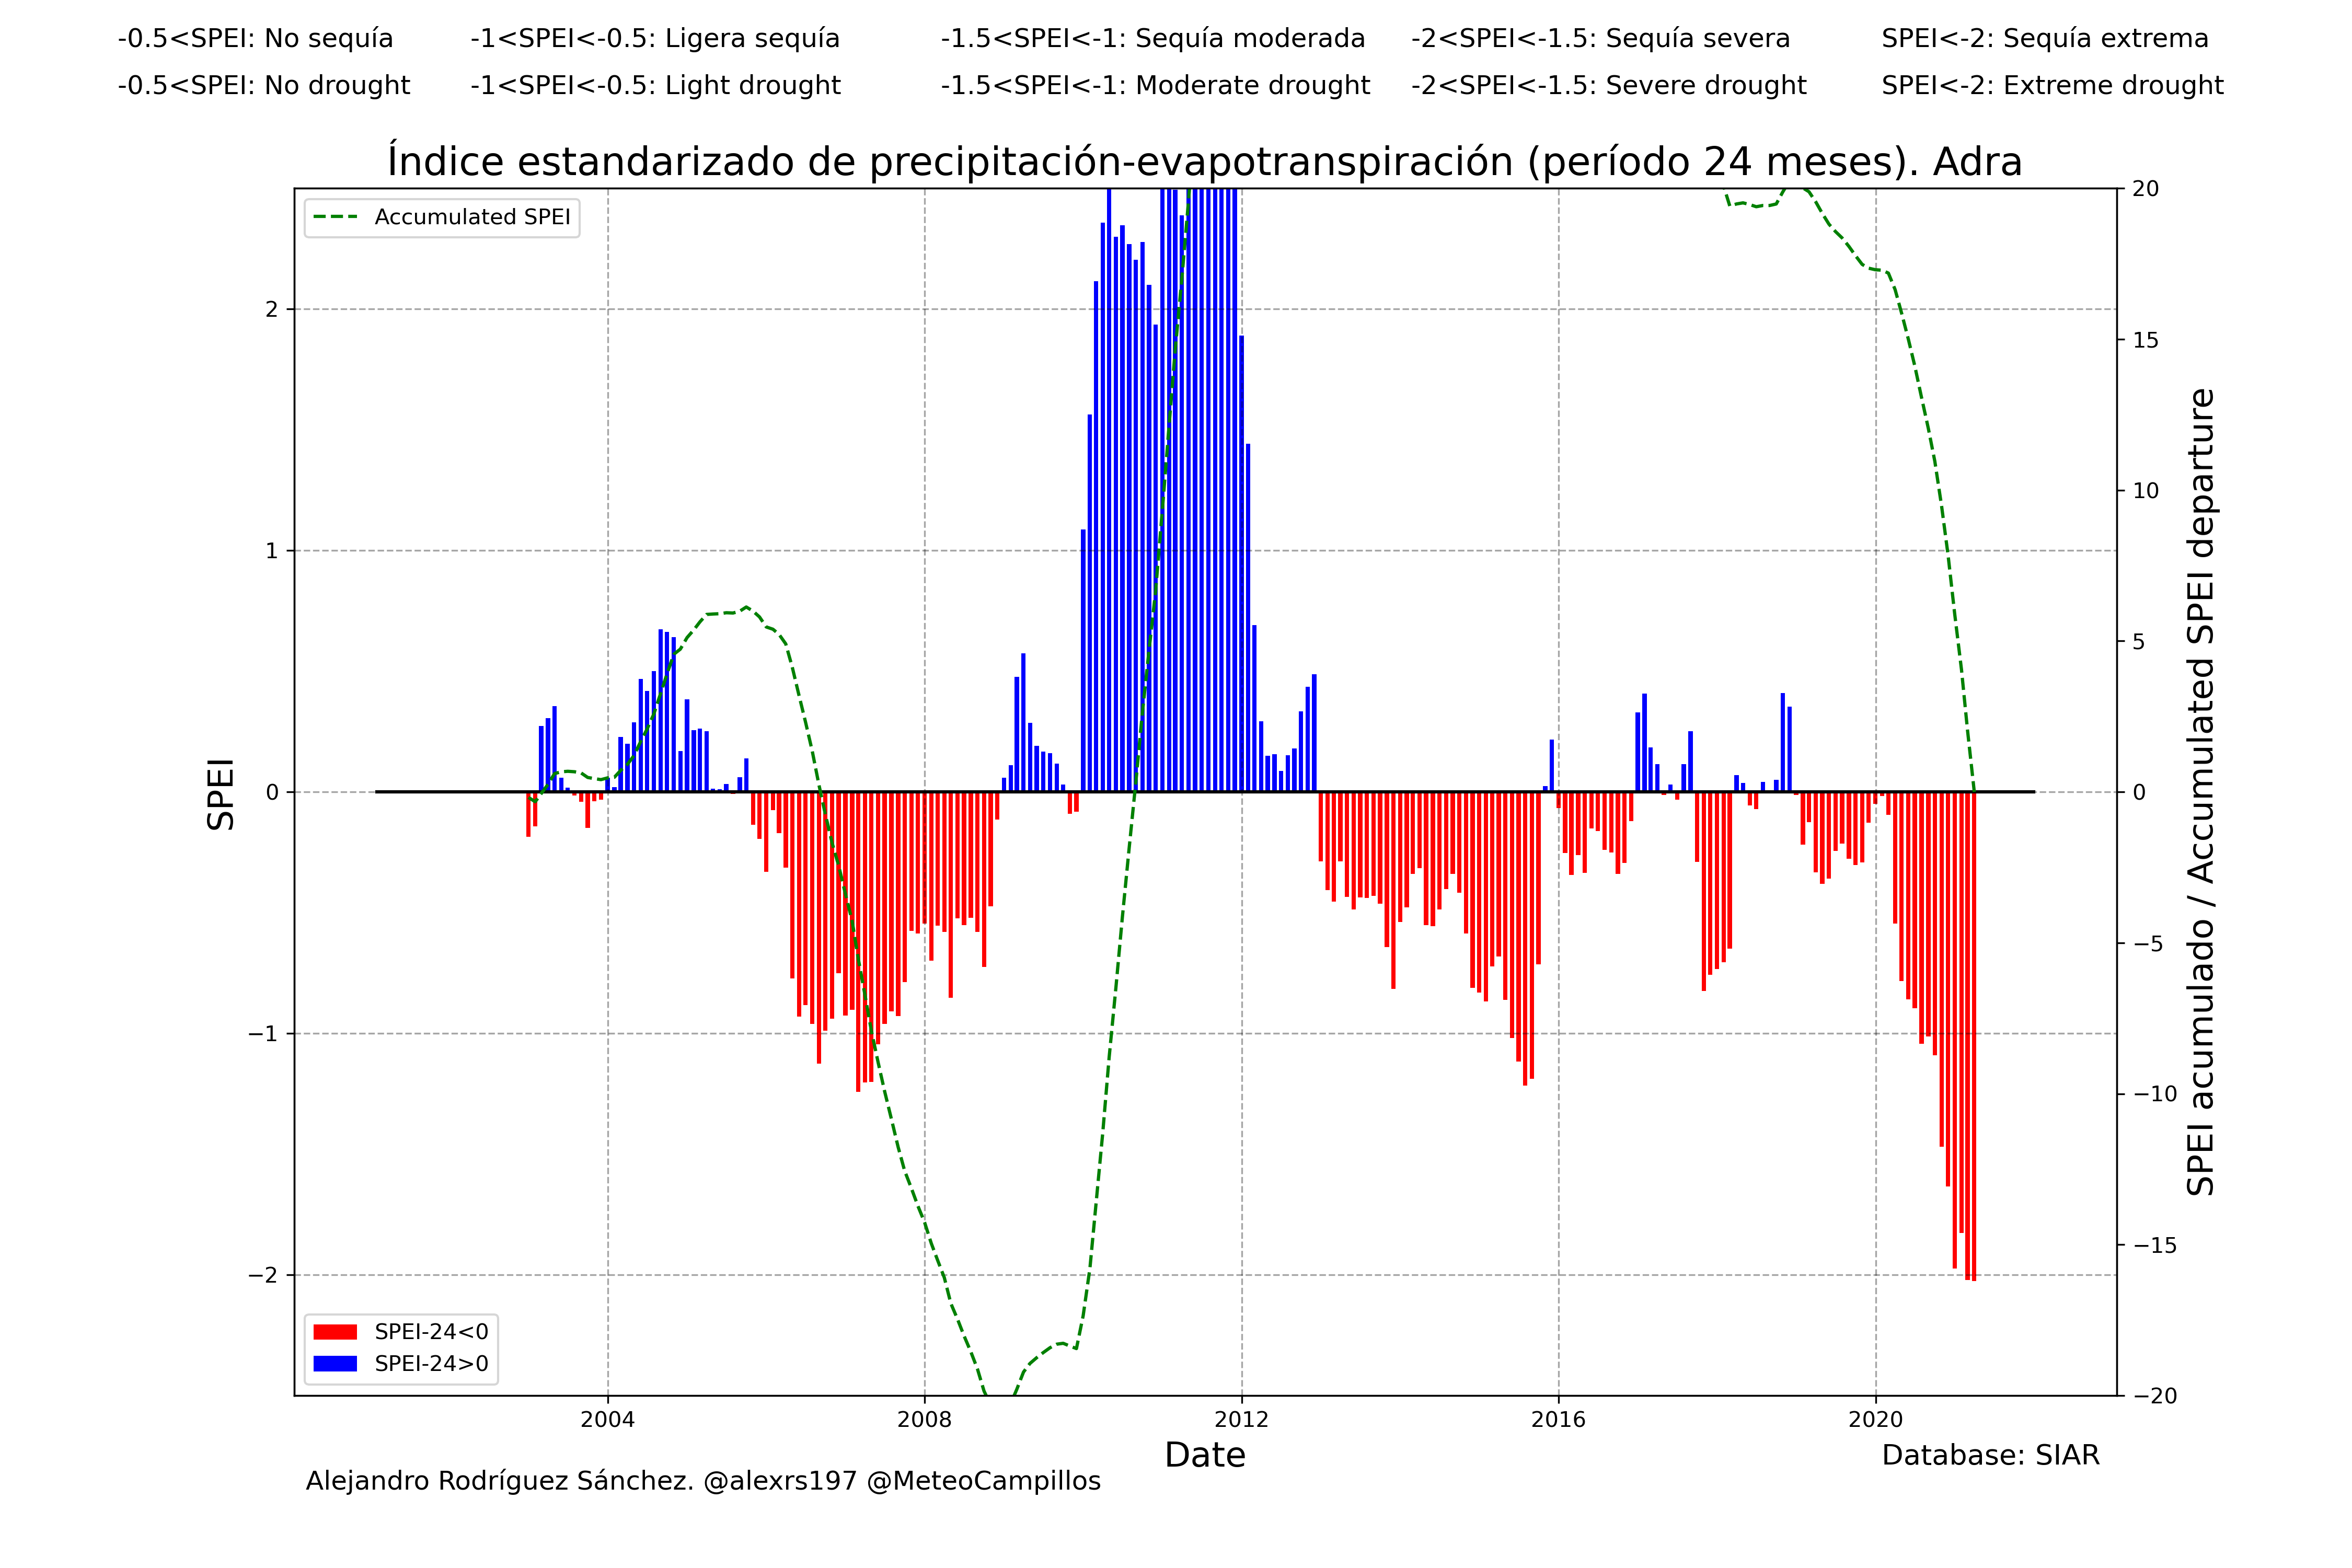 -0.5<SPEI: No sequía -1<SPEI<-0.5: Ligera sequía -1.5<SPEI<-1: Sequía moderada -2<SPEI<-1.5: Sequía severa SPEI<-2: Sequía extrema
-0.5<SPEI: No drought -1<SPEI<-0.5: Light drought -1.5<SPEI<-1: Moderate drought -2<SPEI<-1.5: Severe drought SPEI<-2: Extreme drought
Índice estandarizado de precipitación-evapotranspiración (período 24 meses). Adra
Accumulated SPEI
2
1
0
−1
−2
SPEI
20
15
10
5
0
−5
−10
−15
−20
SPEI acumulado / Accumulated SPEI departure
SPEI-24<0
SPEI-24>0
2004 2008 2012 2016 2020
Date
Database: SIAR
Alejandro Rodríguez Sánchez. @alexrs197 @MeteoCampillos